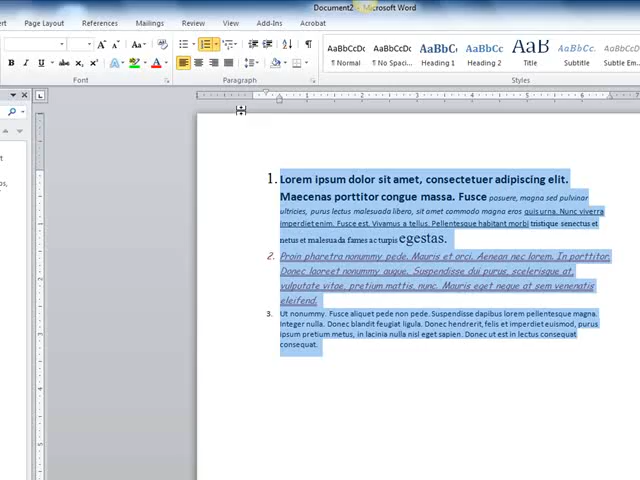 Document2 - Microsoft Word
ert Page Layout References Mailings Review View Add-Ins Acrobat
AaBbCcDc AaBbCcDc AaBbC AaBbCc AaB AaBbCc. AaBbCcD
¶ Normal ¶ No Spaci... Heading 1 Heading 2 Title Subtitle Subtle Em...
Font Paragraph Styles
1. Lorem ipsum dolor sit amet, consectetuer adipiscing elit.
Maecenas porttitor congue massa. Fusce posuere, magna sed pulvinar
ultricies, purus lectus malesuada libero, sit amet commodo magna eros quis urna. Nunc viverra
imperdiet enim. Fusce est. Vivamus a tellus. Pellentesque habitant morbi tristique senectus et
netus et malesuada fames ac turpis egestas.
2. Proin pharetra nonummy pede. Mauris et orci. Aenean nec lorem. In porttitor.
Donec laoreet nonummy augue. Suspendisse dui purus, scelerisque at,
vulputate vitae, pretium mattis, nunc. Mauris eget neque at sem venenatis
eleifend.
3. Ut nonummy. Fusce aliquet pede non pede. Suspendisse dapibus lorem pellentesque magna.
Integer nulla. Donec blandit feugiat ligula. Donec hendrerit, felis et imperdiet euismod, purus
ipsum pretium metus, in lacinia nulla nisl eget sapien. Donec ut est in lectus consequat
consequat.